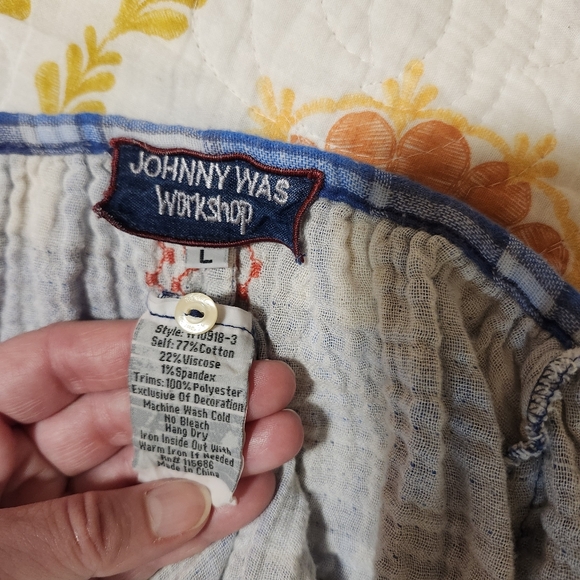 JOHNNY WAS
Workshop
L
Style: W10918-3
Self: 77% Cotton
22% Viscose
1% Spandex
Trims: 100% Polyester
Exclusive Of Decoration
Machine Wash Cold
No Bleach
Hang Dry
Iron Inside Out With
Warm Iron If Needed
Rn# 115686
Made In China